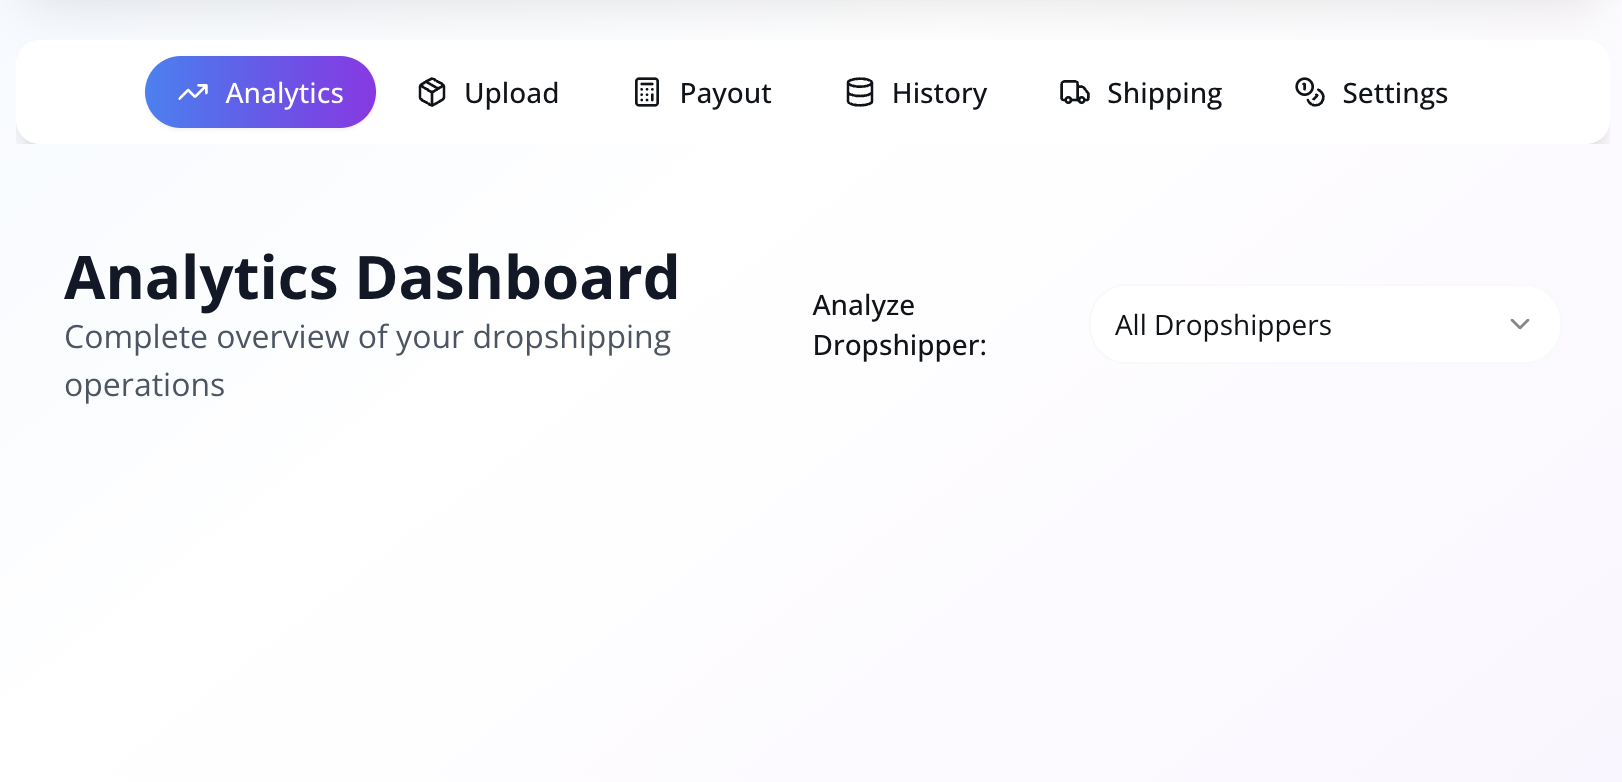 Analytics
Upload
Payout
History
Shipping
Settings
Analytics Dashboard
Complete overview of your dropshipping
operations
Analyze
Dropshipper:
All Dropshippers